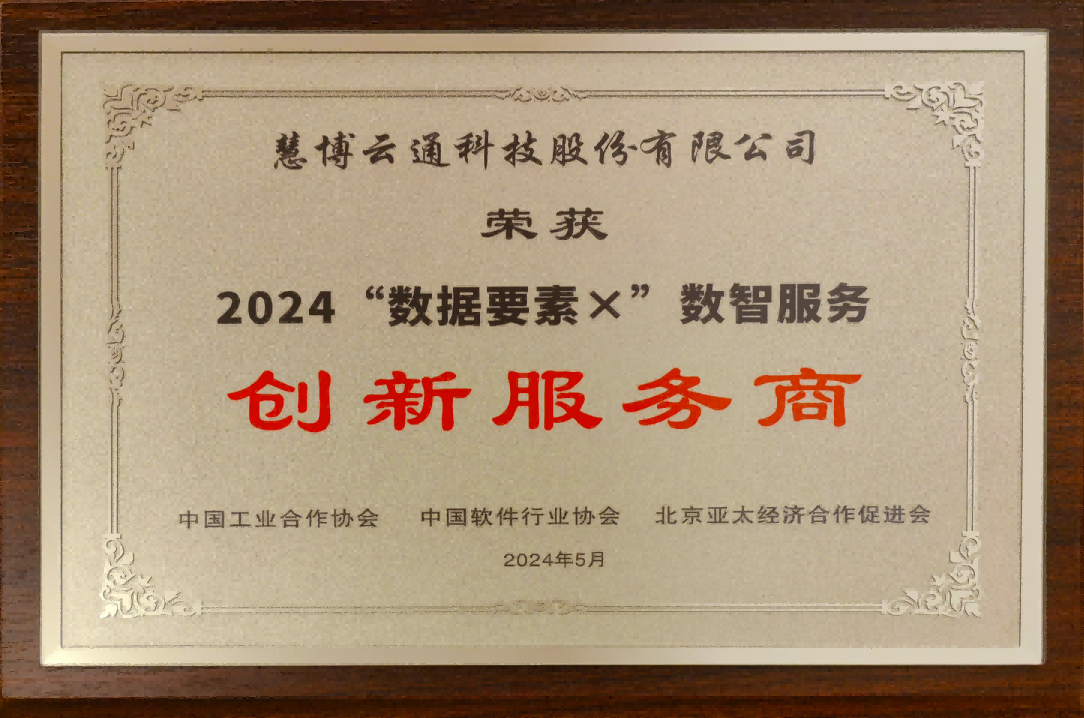 慧博云通科技股份有限公司
荣获
2024“数据要素×”数智服务
创新服务商
中国工业合作协会 中国软件行业协会 北京亚太经济合作促进会
2024年5月